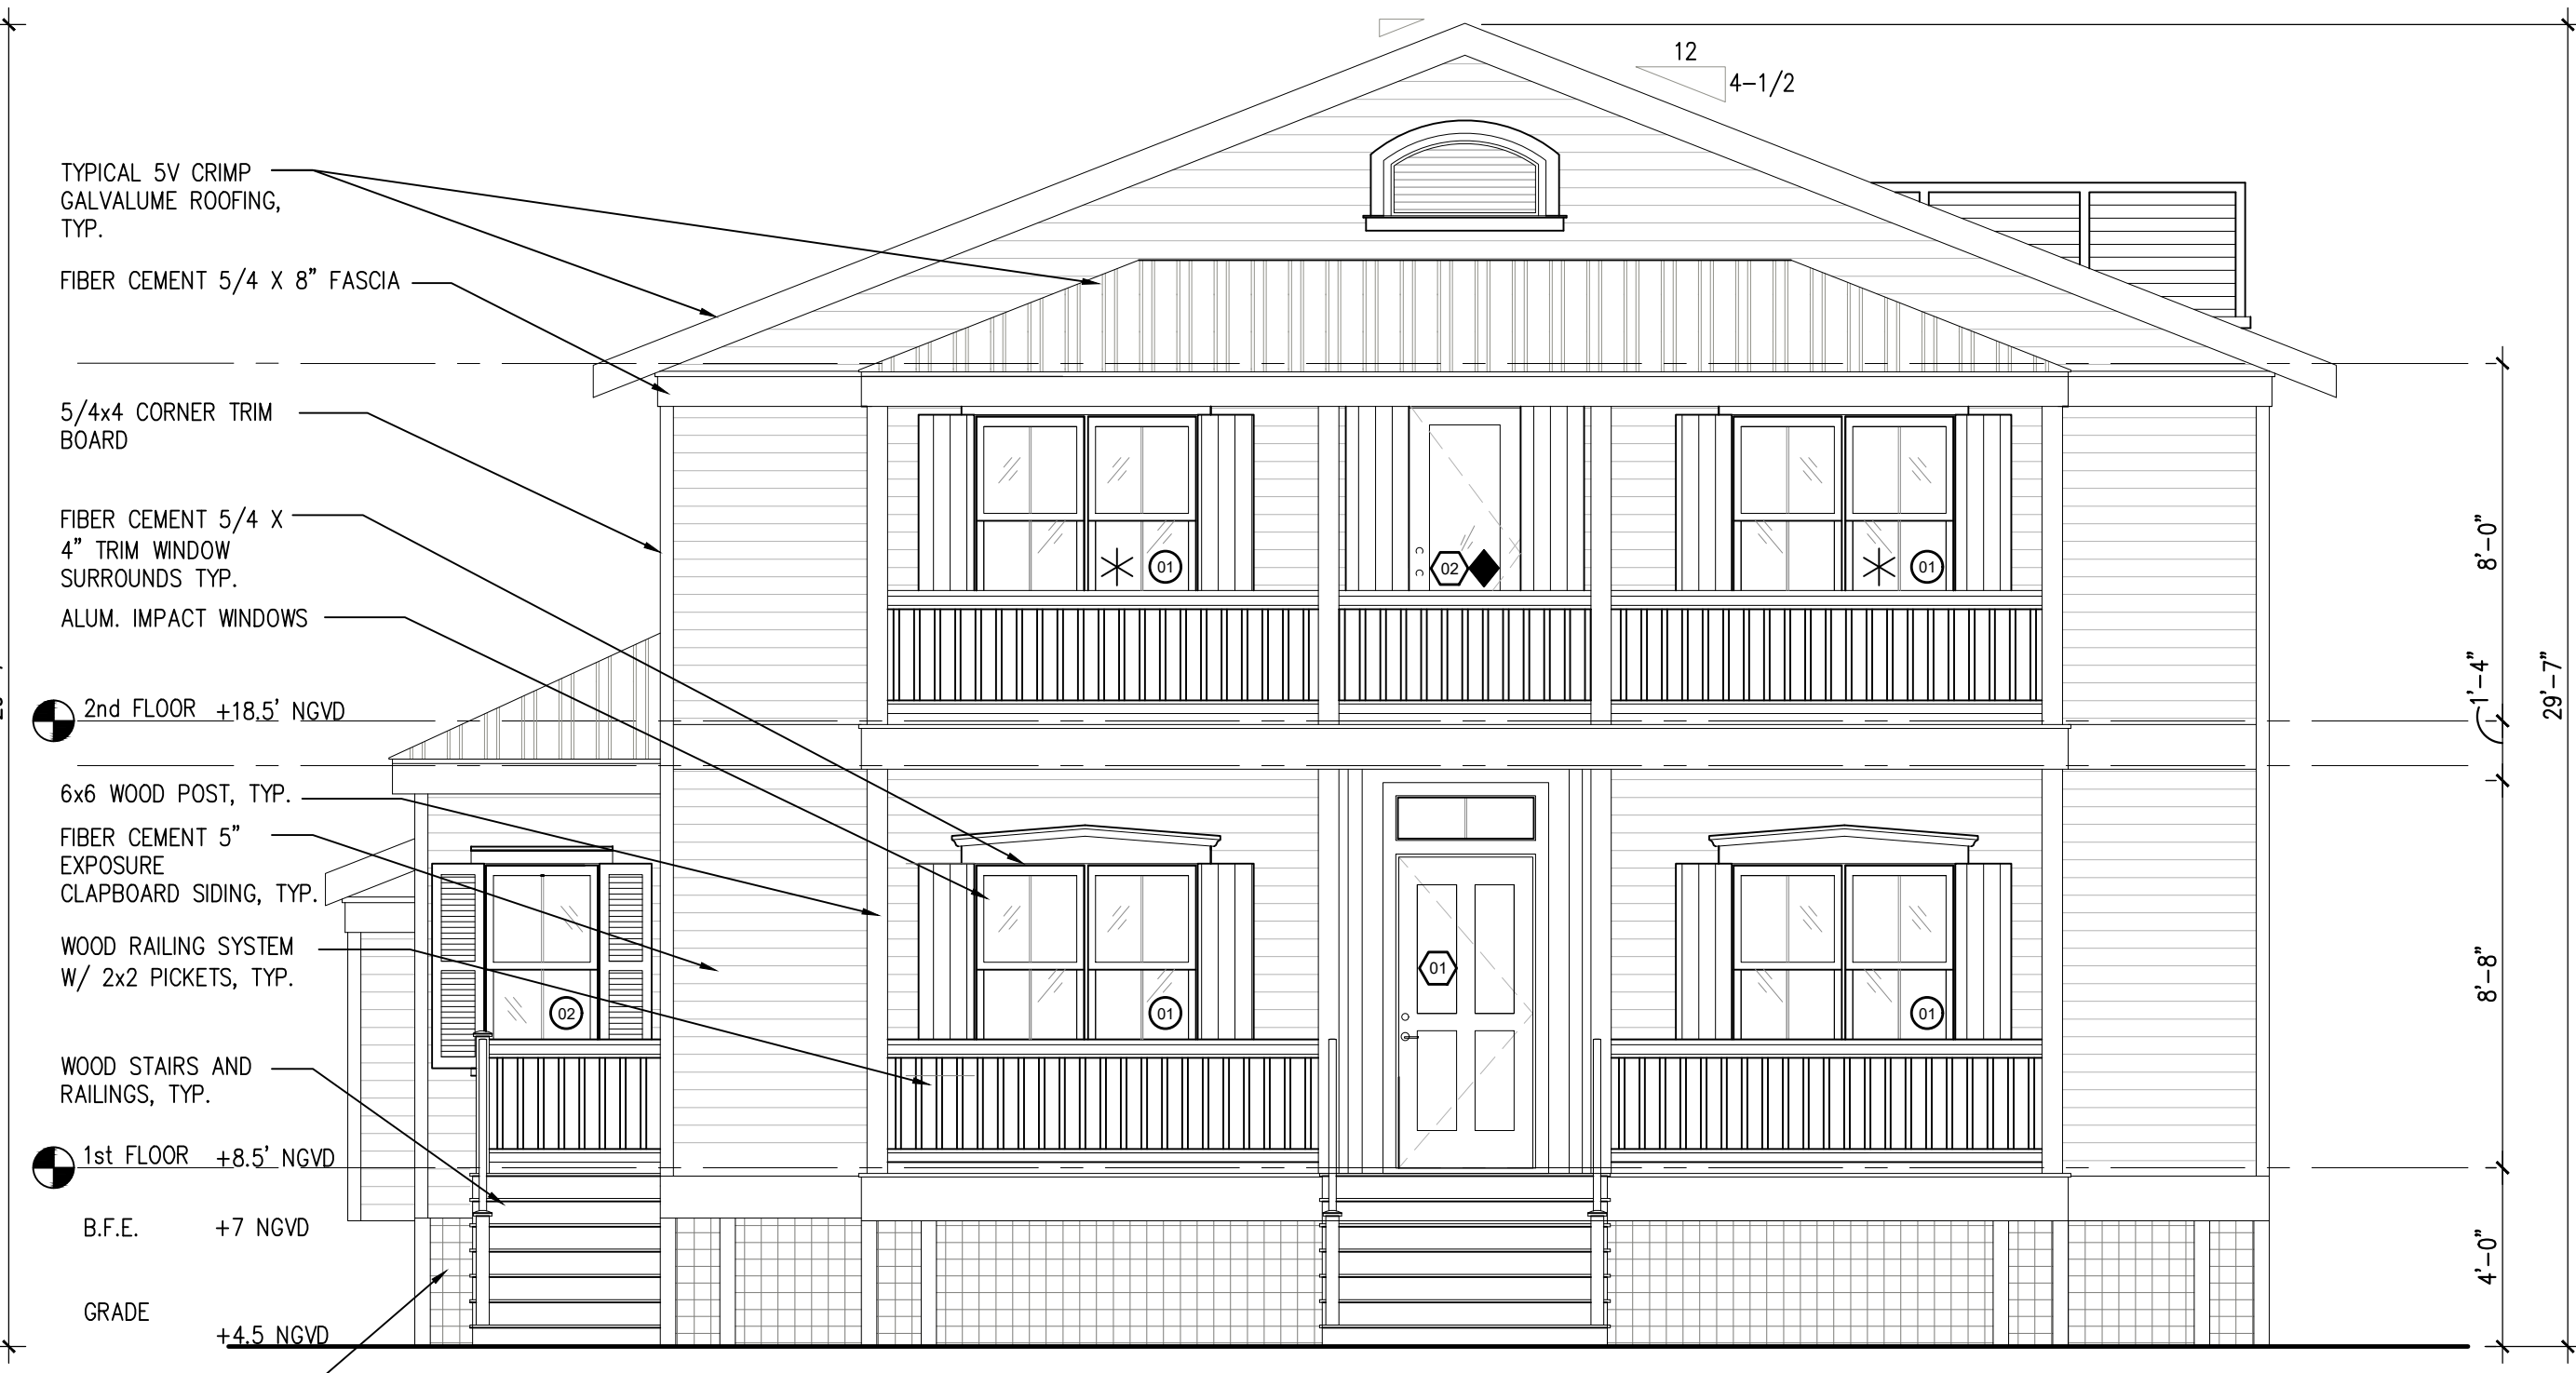 12
4-1/2
TYPICAL 5V CRIMP
GALVALUME ROOFING,
TYP.
FIBER CEMENT 5/4 X 8" FASCIA
5/4x4 CORNER TRIM
BOARD
FIBER CEMENT 5/4 X
4" TRIM WINDOW
SURROUNDS TYP.
ALUM. IMPACT WINDOWS
2nd FLOOR +18.5' NGVD
6x6 WOOD POST, TYP.
FIBER CEMENT 5"
EXPOSURE
CLAPBOARD SIDING, TYP.
WOOD RAILING SYSTEM
W/ 2x2 PICKETS, TYP.
WOOD STAIRS AND
RAILINGS, TYP.
1st FLOOR +8.5' NGVD
B.F.E. +7 NGVD
GRADE
+4.5 NGVD
01
02
01
02
01
01
01
8'-0"
1'-4"
29'-7"
8'-8"
4'-0"